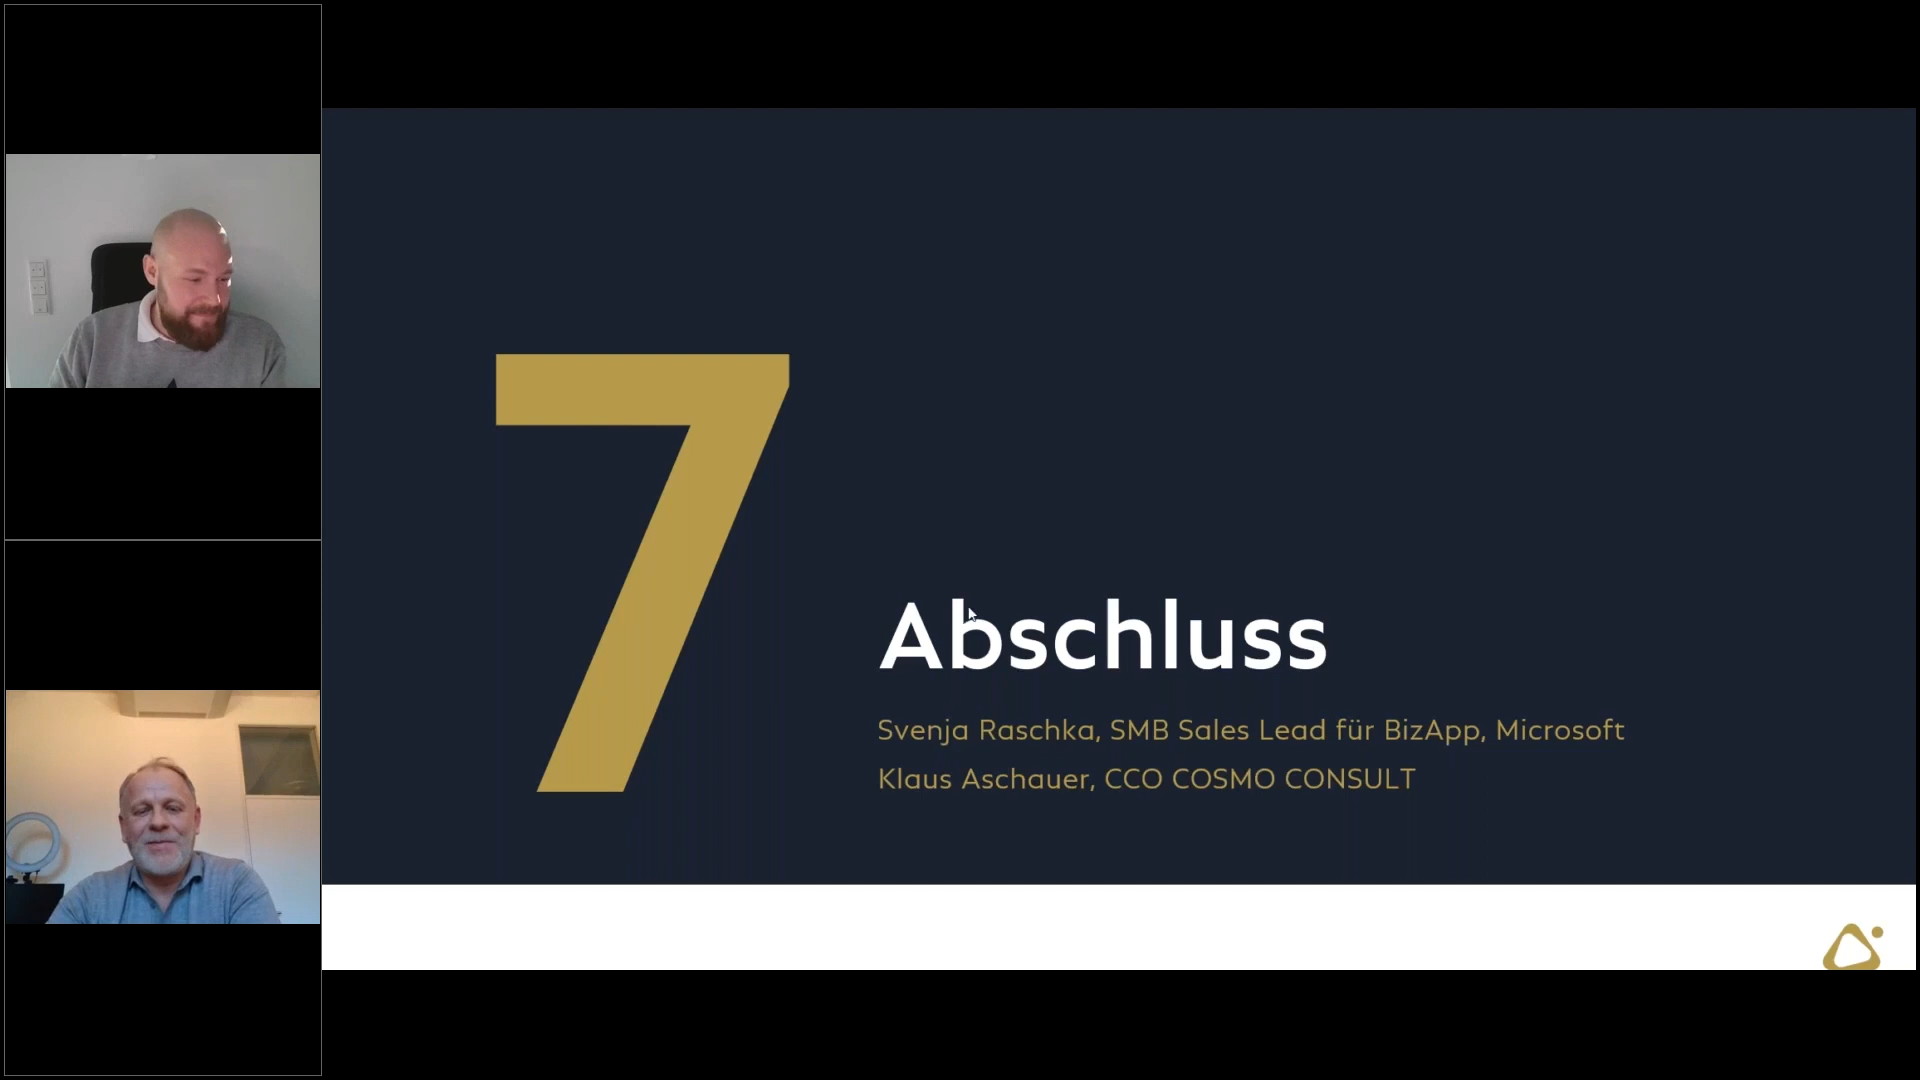 7
Abschluss
Svenja Raschka, SMB Sales Lead für BizApp, Microsoft
Klaus Aschauer, CCO COSMO CONSULT